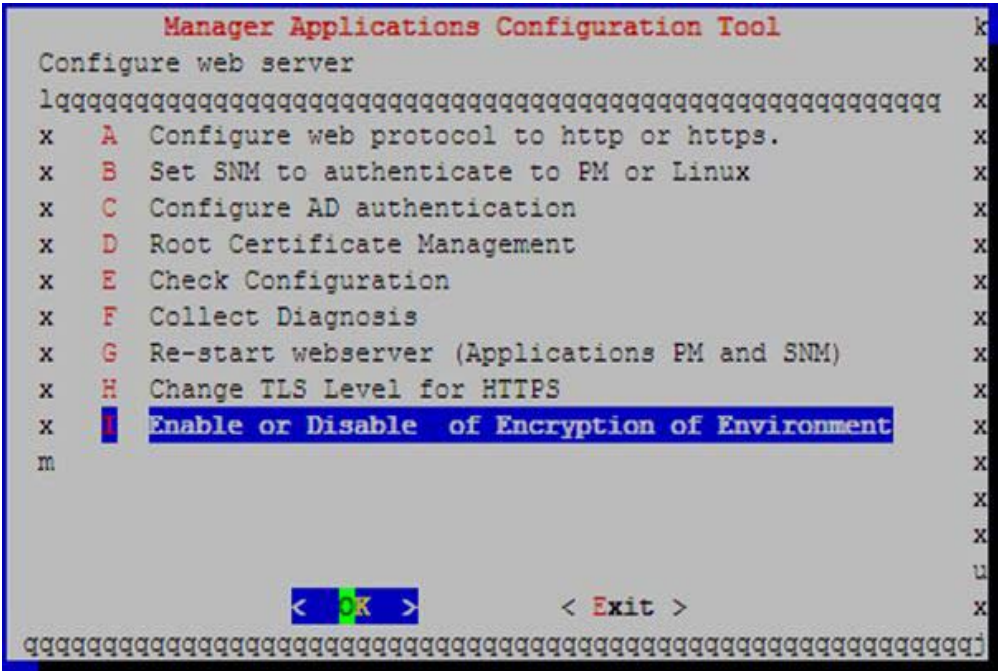 Manager Applications Configuration Tool k
Configure web server x
lqqqqqqqqqqqqqqqqqqqqqqqqqqqqqqqqqqqqqqqqqqqqqqqqqqqqqqqqq x
x A Configure web protocol to http or https. x
x B Set SNM to authenticate to PM or Linux x
x C Configure AD authentication x
x D Root Certificate Management x
x E Check Configuration x
x F Collect Diagnosis x
x G Re-start webserver (Applications PM and SNM) x
x H Change TLS Level for HTTPS x
x I Enable or Disable of Encryption of Environment x
m x
x
x
u
< OK > < Exit > x
qqqqqqqqqqqqqqqqqqqqqqqqqqqqqqqqqqqqqqqqqqqqqqqqqqqqqqqqqqqqj